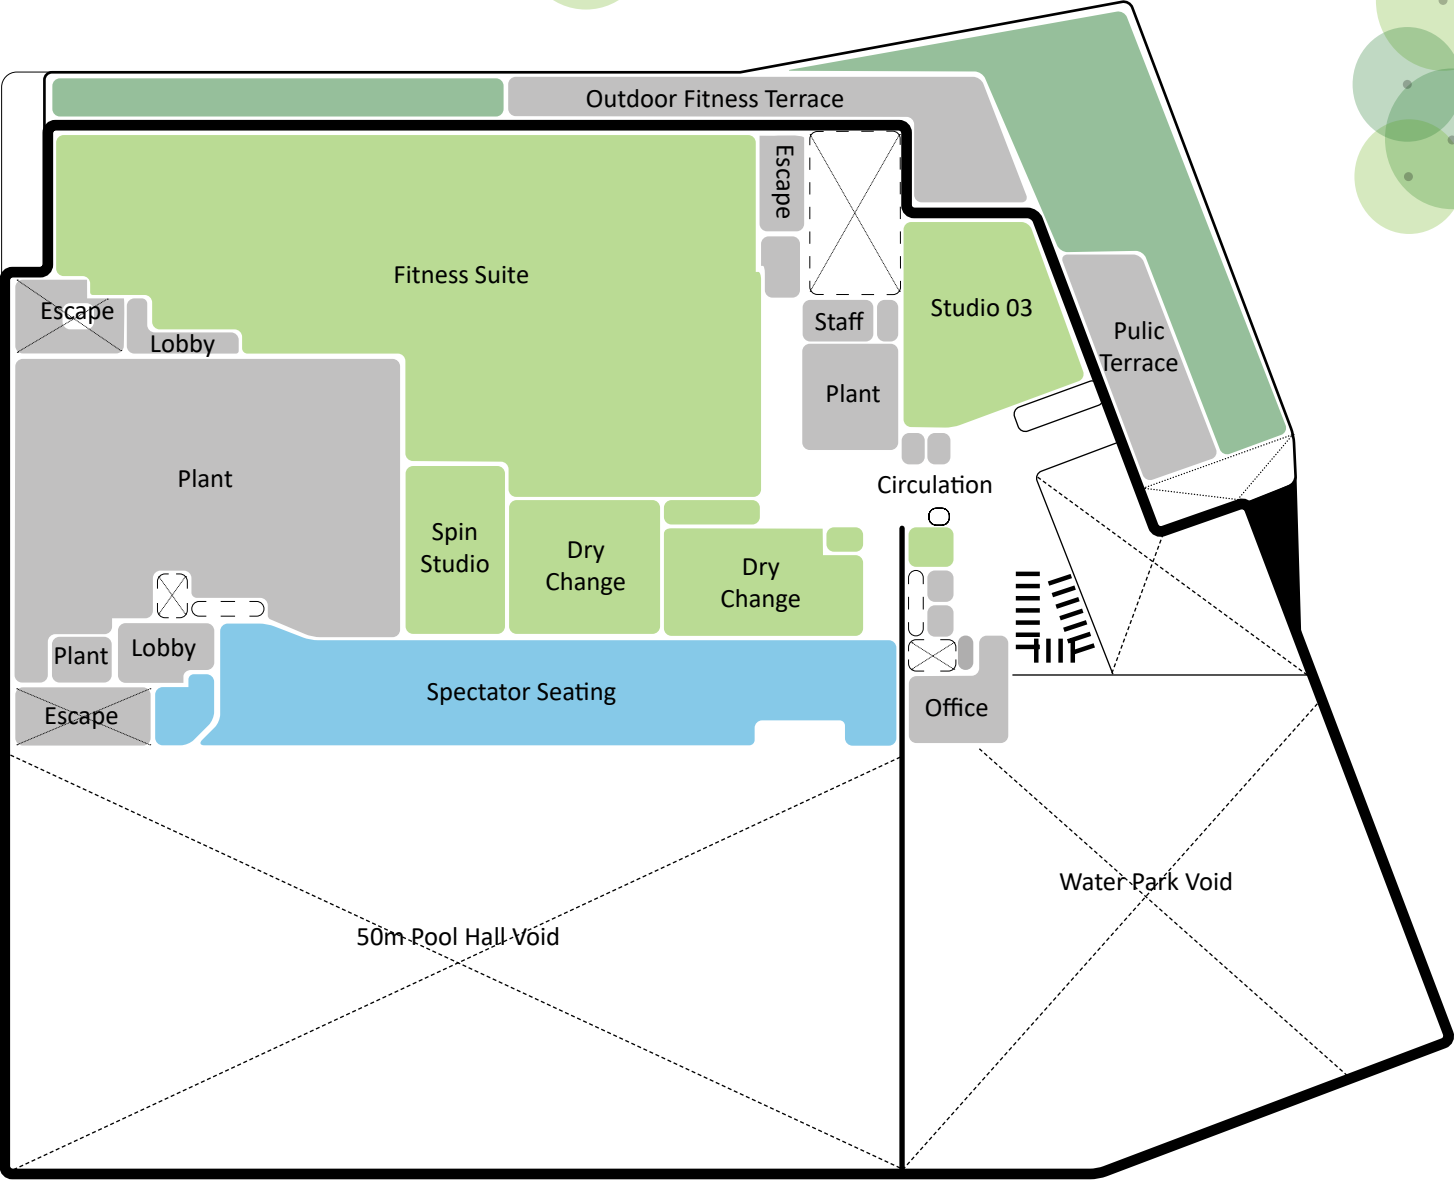 Outdoor Fitness Terrace
Escape
Fitness Suite
Escape
Lobby
Staff
Studio 03
Pulic
Terrace
Plant
Plant
Circulation
Spin
Studio
Dry
Change
Dry
Change
Plant
Lobby
Escape
Spectator Seating
Office
50m Pool Hall Void
Water Park Void